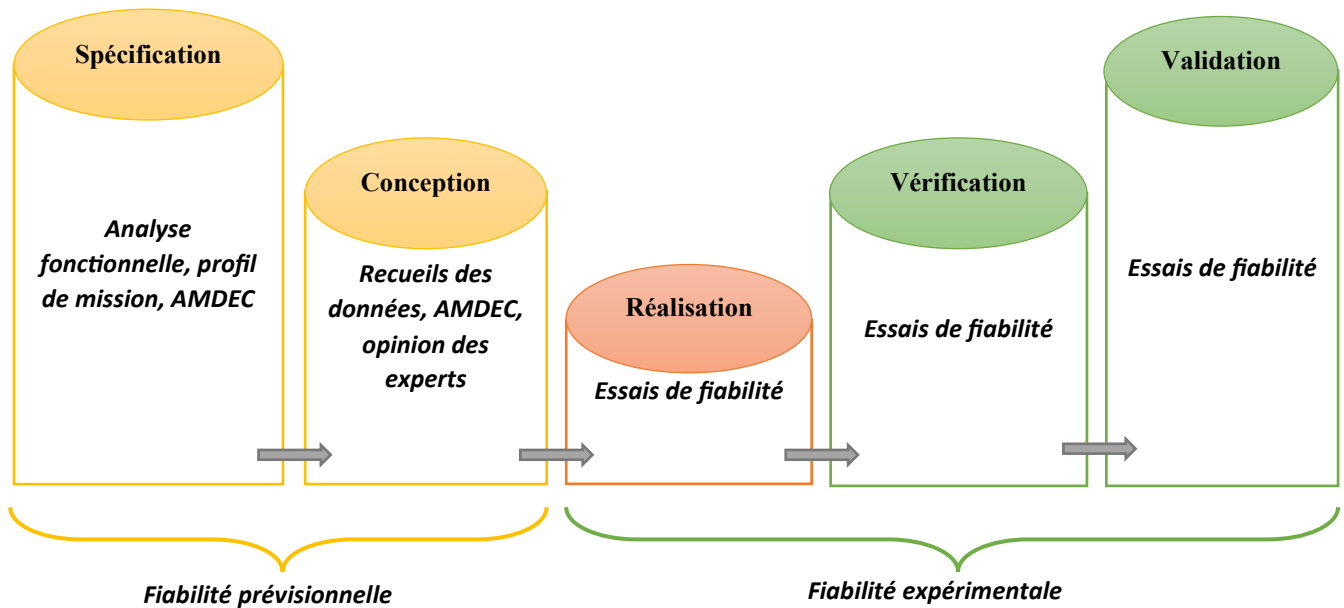 Spécification
Analyse
fonctionnelle, profil
de mission, AMDEC
Conception
Recueils des
données, AMDEC,
opinion des
experts
Réalisation
Essais de fiabilité
Vérification
Essais de fiabilité
Validation
Essais de fiabilité
Fiabilité prévisionnelle
Fiabilité expérimentale